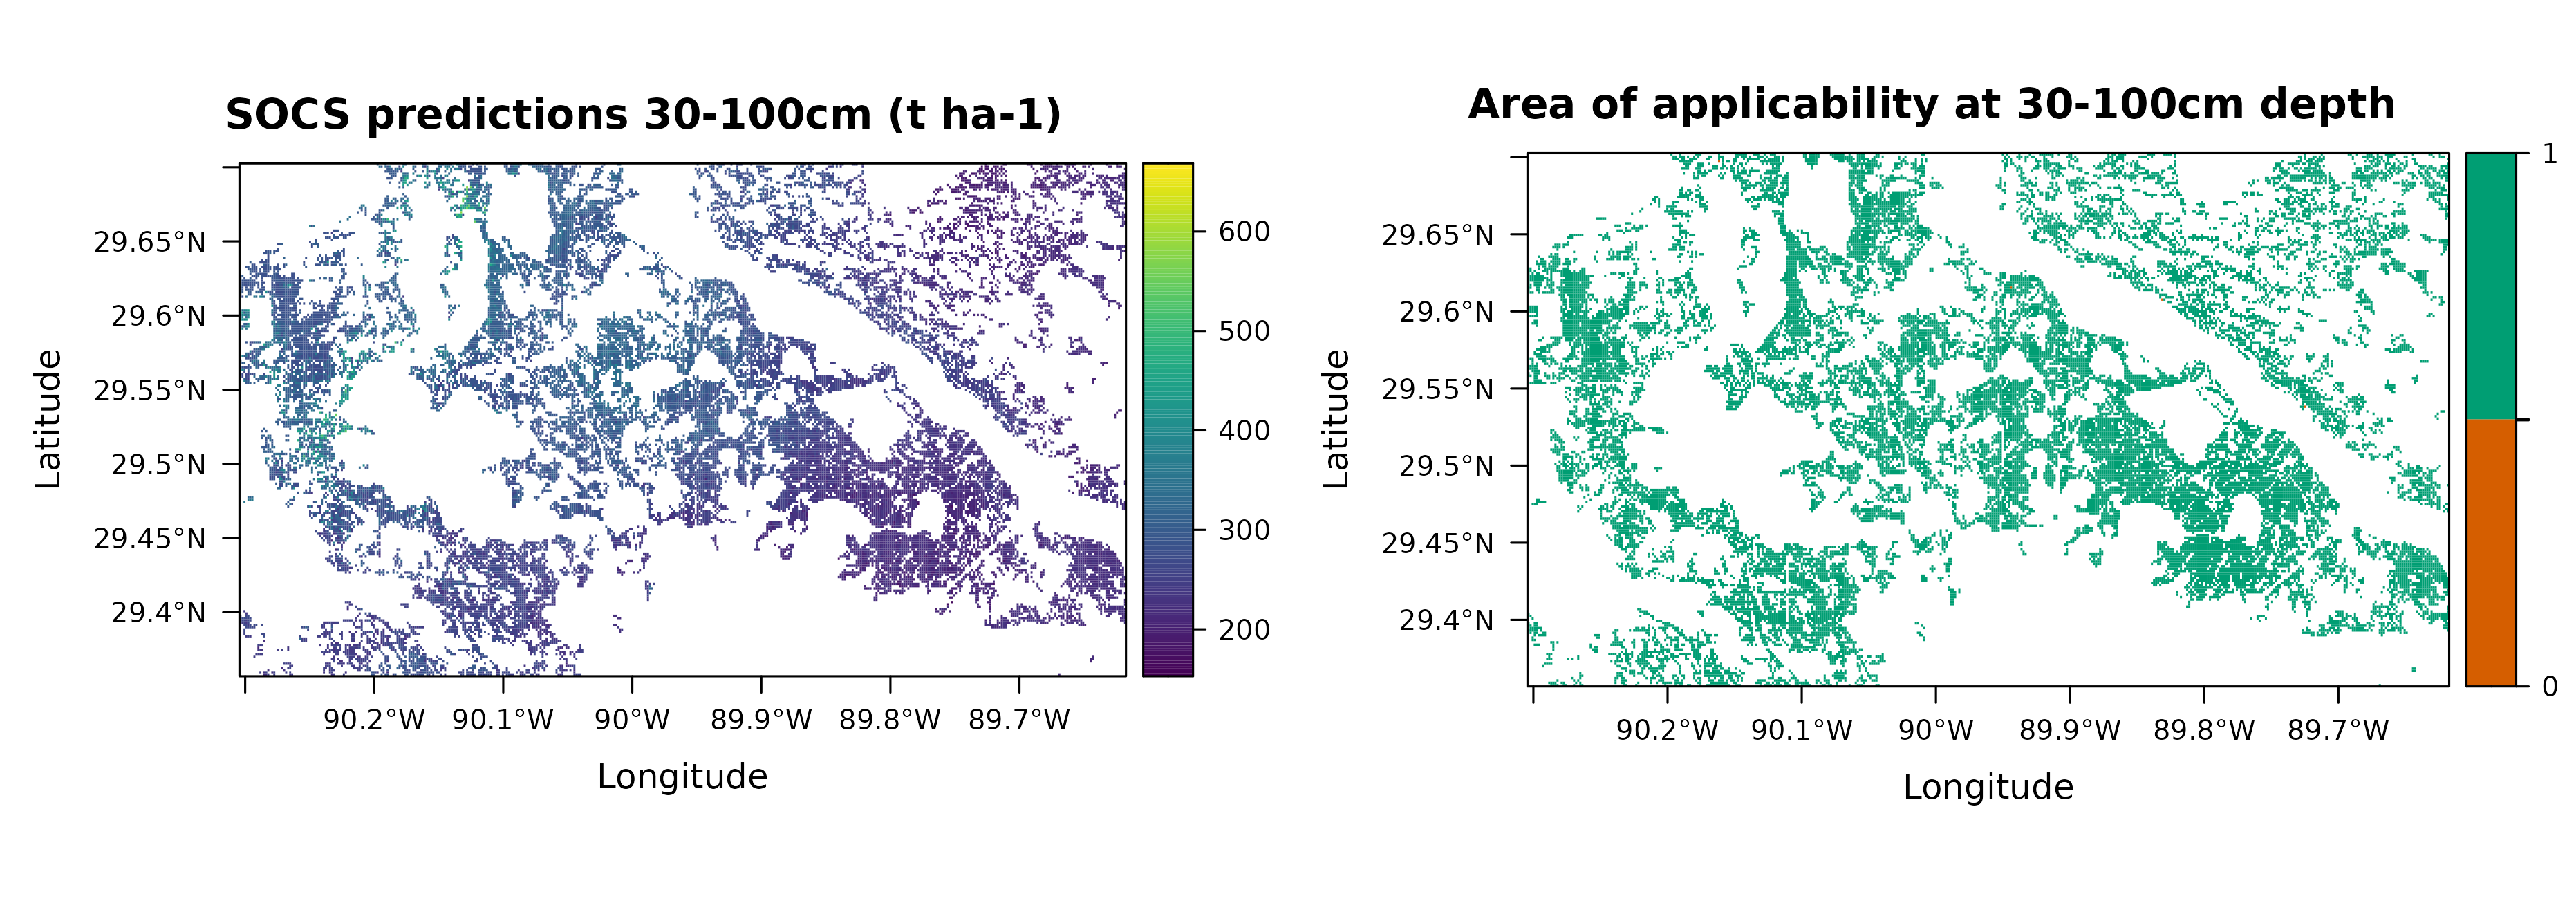 SOCS predictions 30-100cm (t ha-1)
29.65°N
29.6°N
29.55°N
29.5°N
29.45°N
29.4°N
Latitude
90.2°W 90.1°W 90°W 89.9°W 89.8°W 89.7°W
Longitude
600
500
400
300
200
Area of applicability at 30-100cm depth
29.65°N
29.6°N
29.55°N
29.5°N
29.45°N
29.4°N
Latitude
90.2°W 90.1°W 90°W 89.9°W 89.8°W 89.7°W
Longitude
1
0